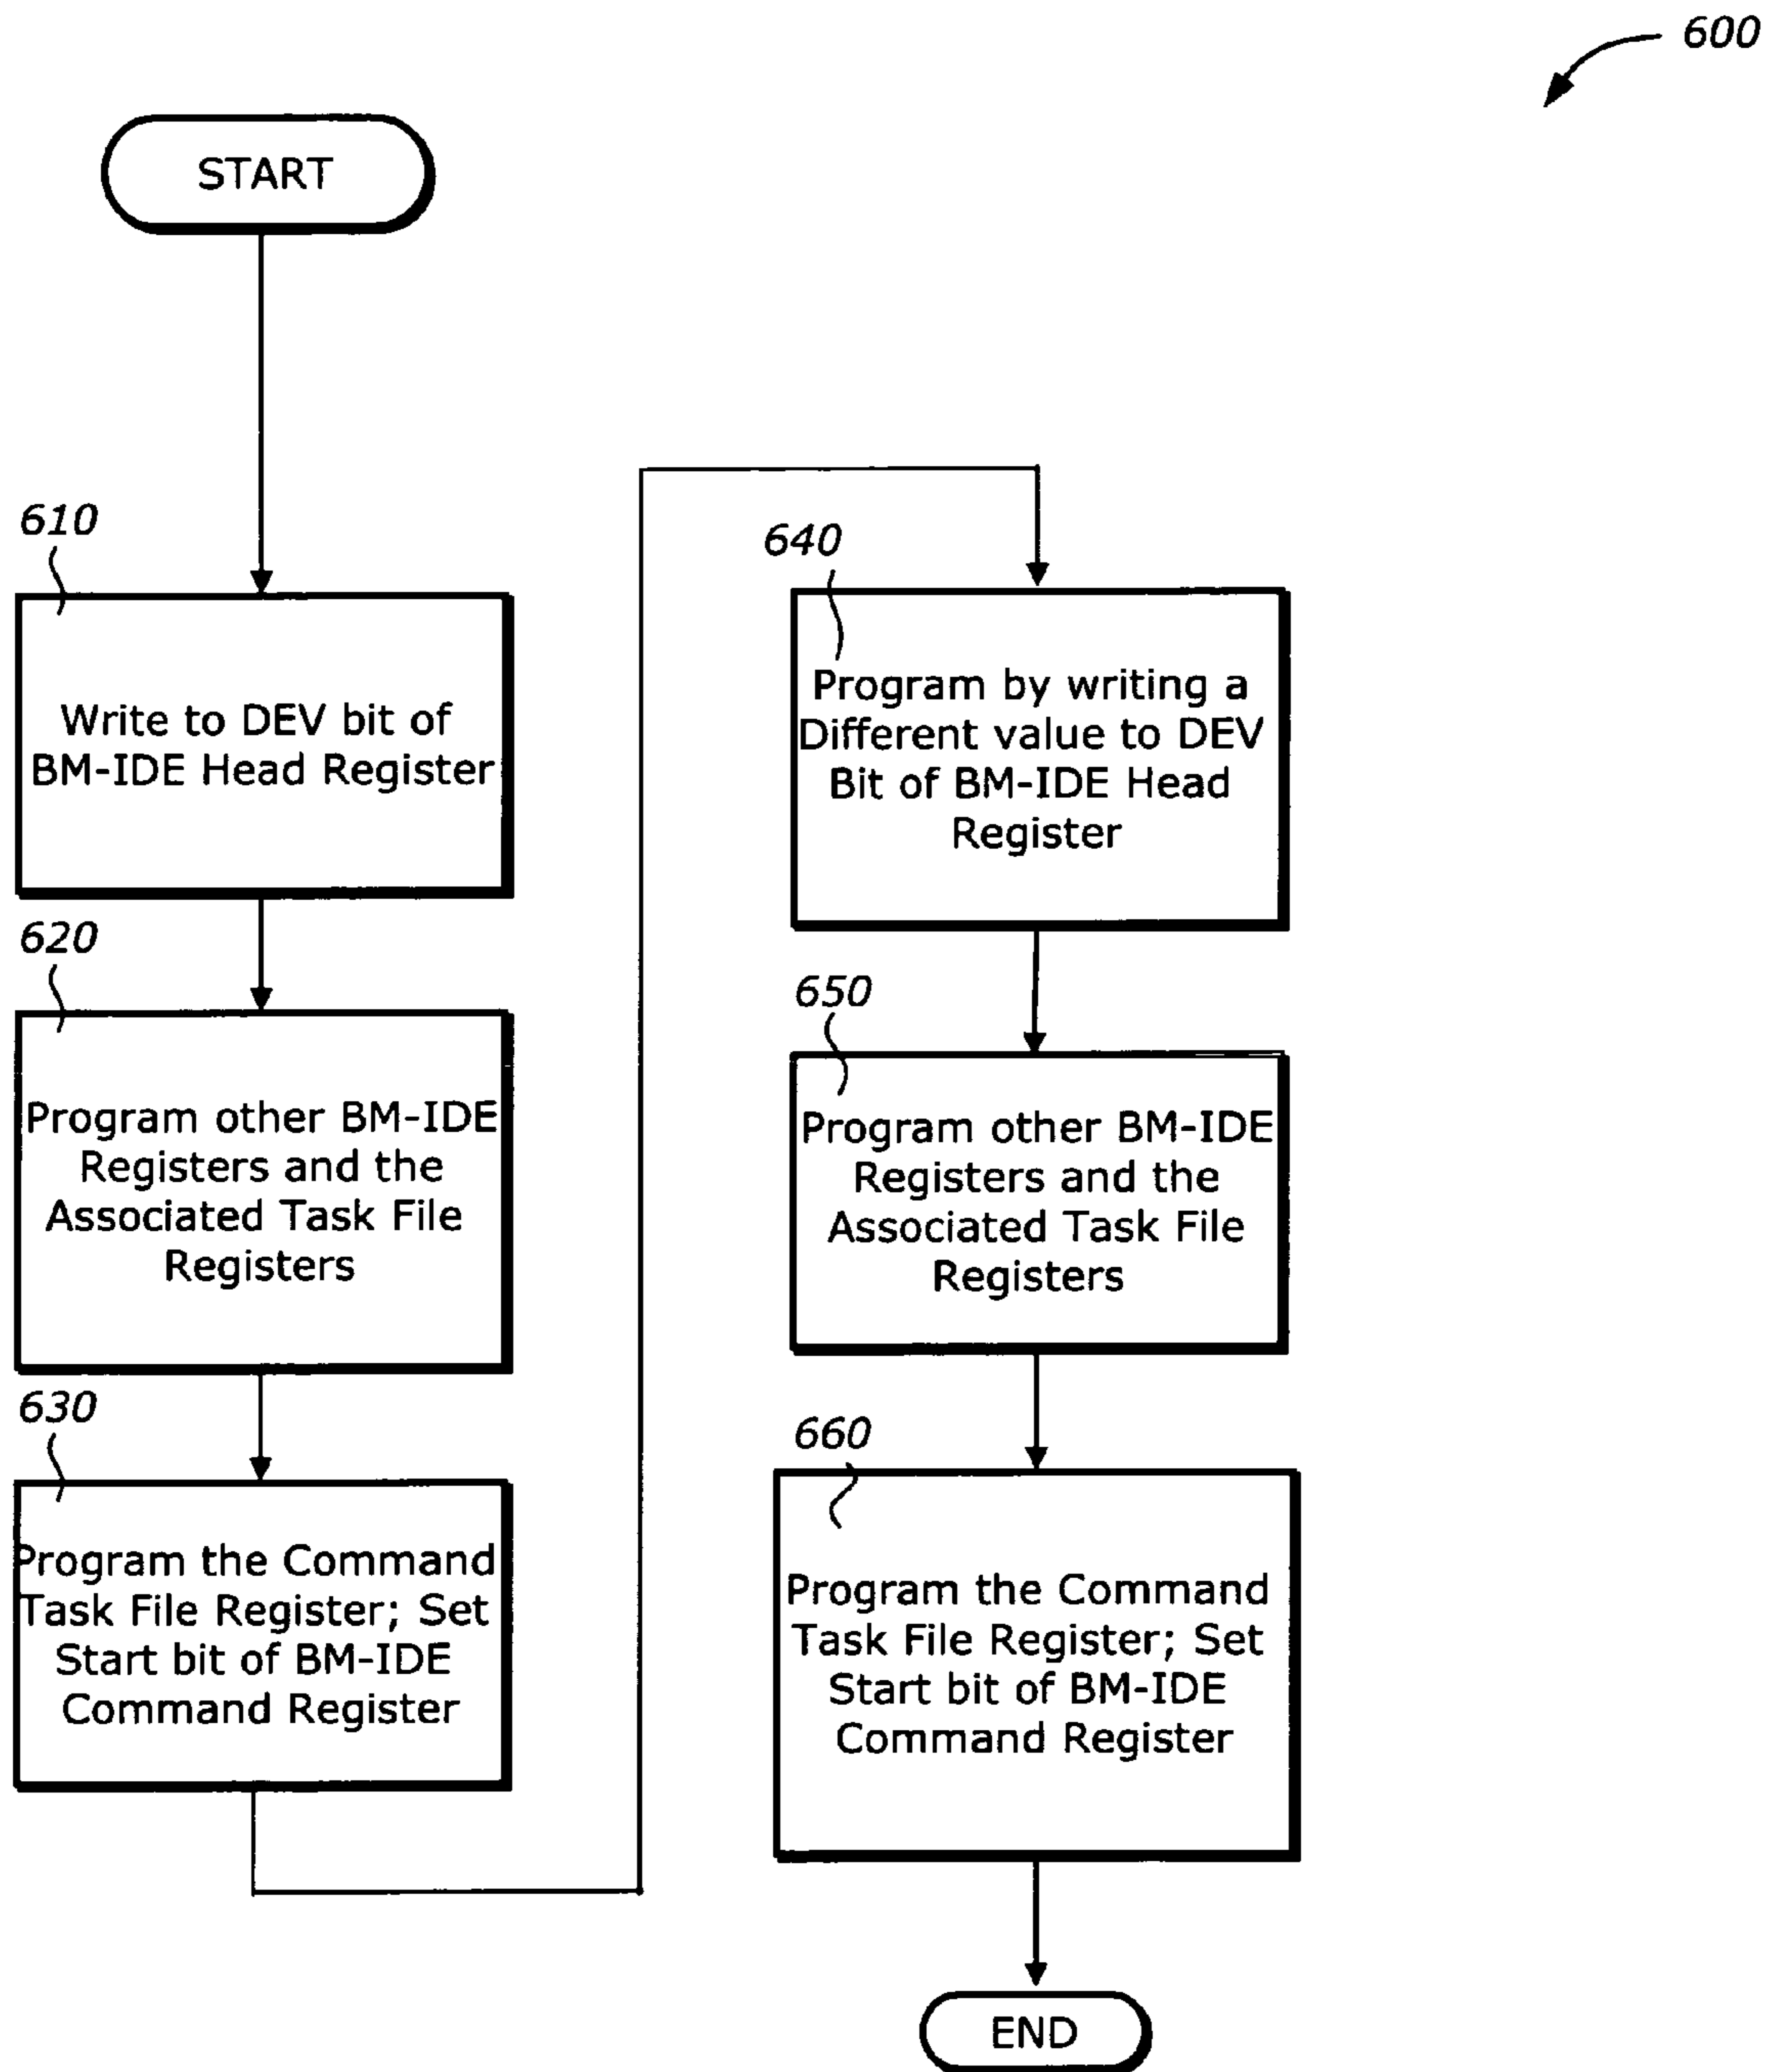 600
START
610
Write to DEV bit of
BM-IDE Head Register
620
Program other BM-IDE
Registers and the
Associated Task File
Registers
630
Program the Command
Task File Register; Set
Start bit of BM-IDE
Command Register
640
Program by writing a
Different value to DEV
Bit of BM-IDE Head
Register
650
Program other BM-IDE
Registers and the
Associated Task File
Registers
660
Program the Command
Task File Register; Set
Start bit of BM-IDE
Command Register
END